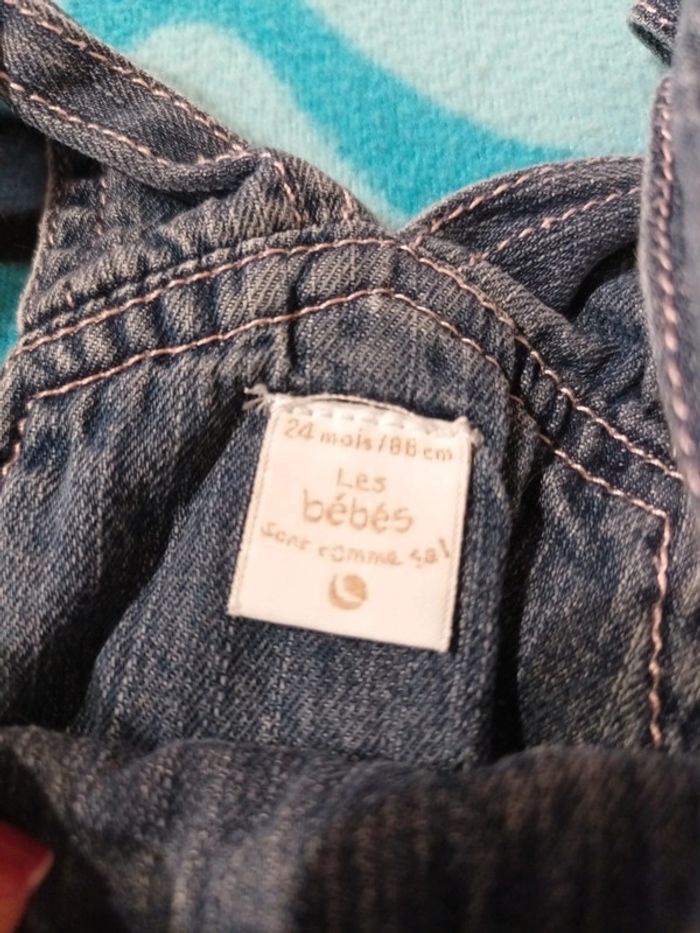 24 mois/86 cm
Les
bébés
sont comme ça!